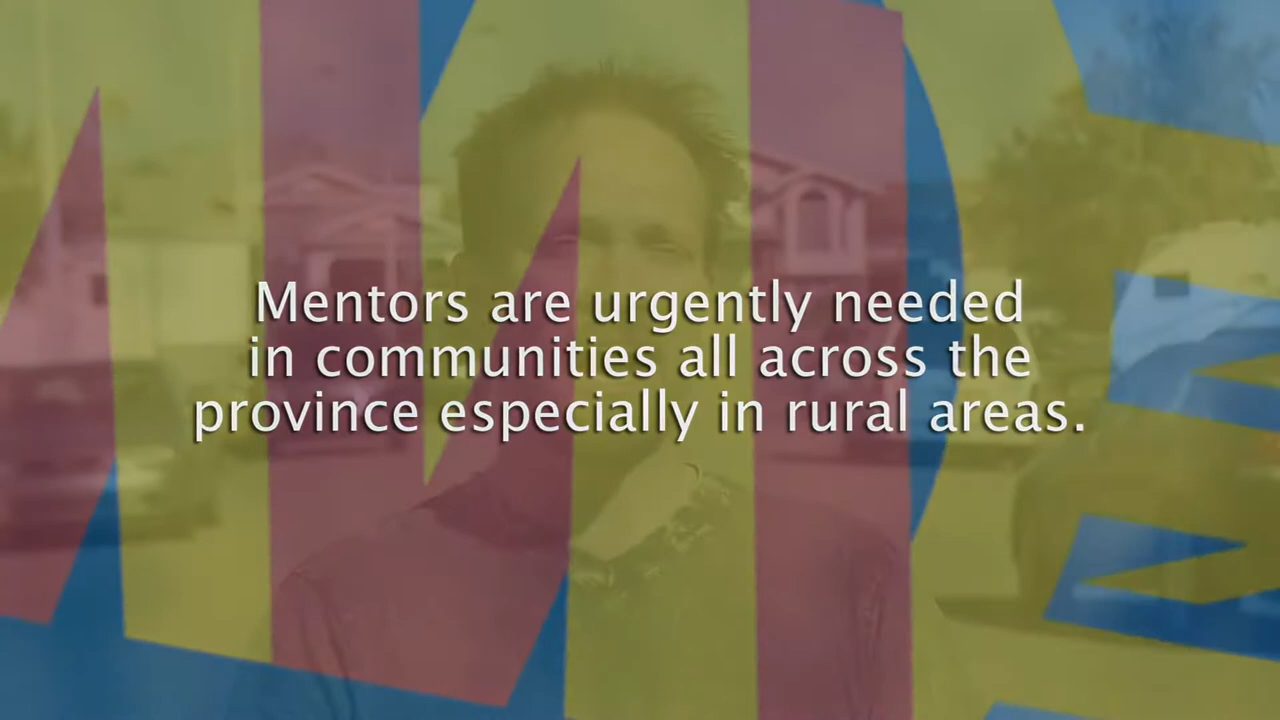 Mentors are urgently needed
in communities all across the
province especially in rural areas.